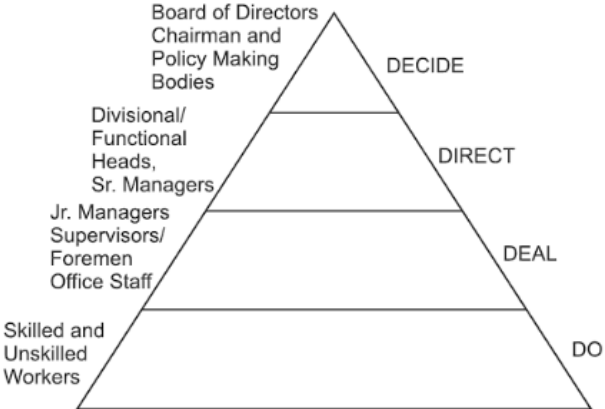 Board of Directors
Chairman and
Policy Making
Bodies
DECIDE
Divisional/
Functional
Heads,
Sr. Managers
DIRECT
Jr. Managers
Supervisors/
Foremen
Office Staff
DEAL
Skilled and
Unskilled
Workers
DO